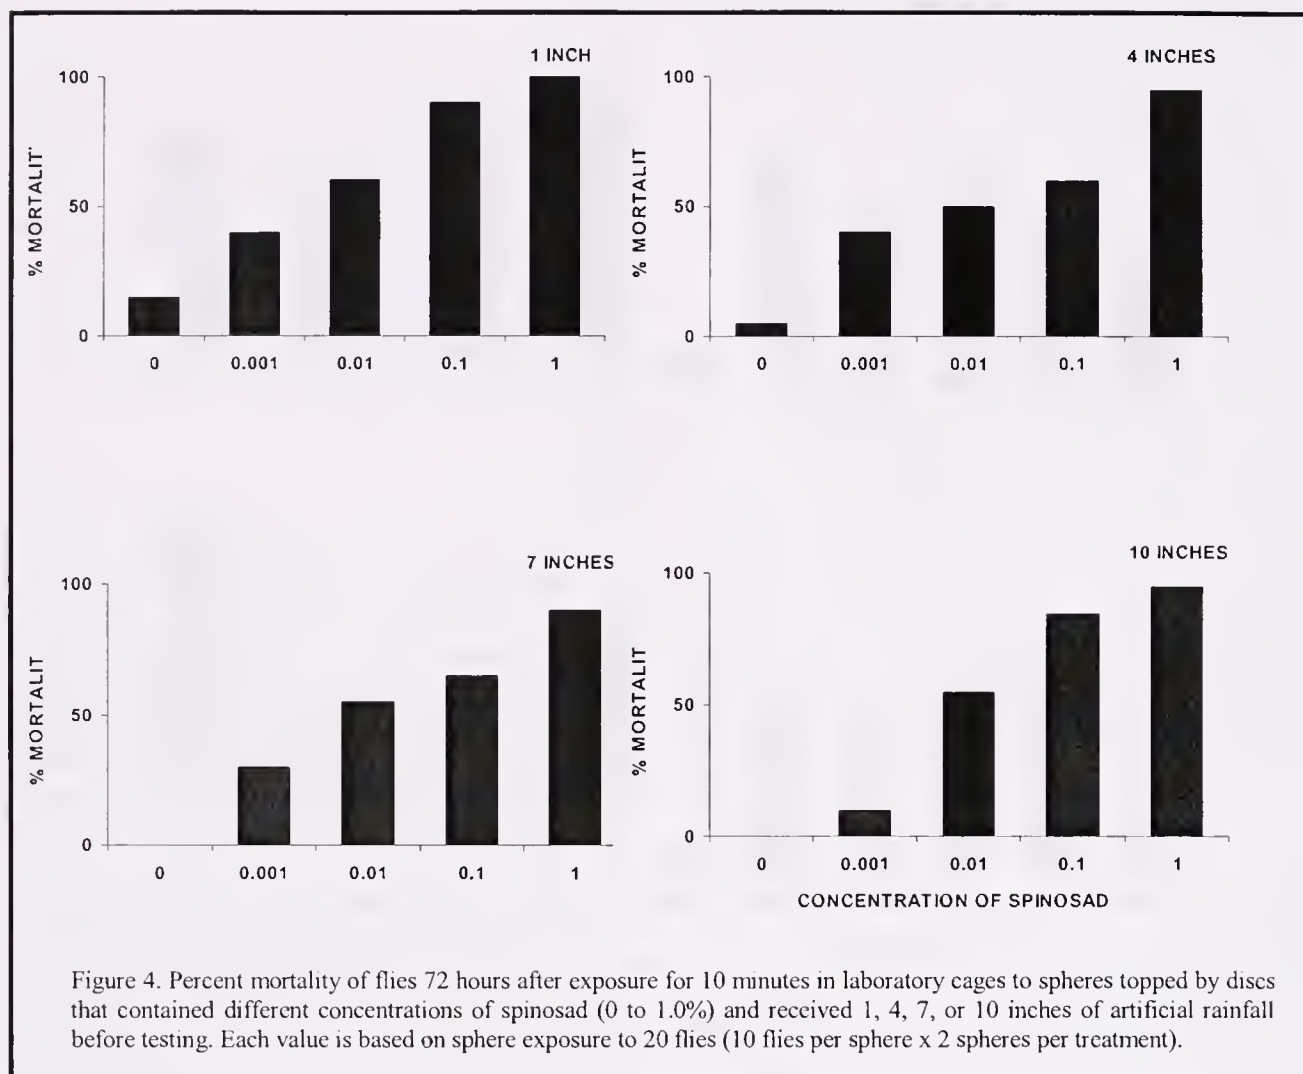 1 INCH
100
50
0
% MORTALIT'
0 0.001 0.01 0.1 1
4 INCHES
100
50
0
% MORTALIT
0 0.001 0.01 0.1 1
7 INCHES
100
50
0
% MORTALIT
0 0.001 0.01 0.1 1
10 INCHES
100
50
0
% MORTALIT
0 0.001 0.01 0.1 1
CONCENTRATION OF SPINOSAD
Figure 4. Percent mortality of flies 72 hours after exposure for 10 minutes in laboratory cages to spheres topped by discs
that contained different concentrations of spinosad (0 to 1.0%) and received 1, 4, 7, or 10 inches of artificial rainfall
before testing. Each value is based on sphere exposure to 20 flies (10 flies per sphere x 2 spheres per treatment).